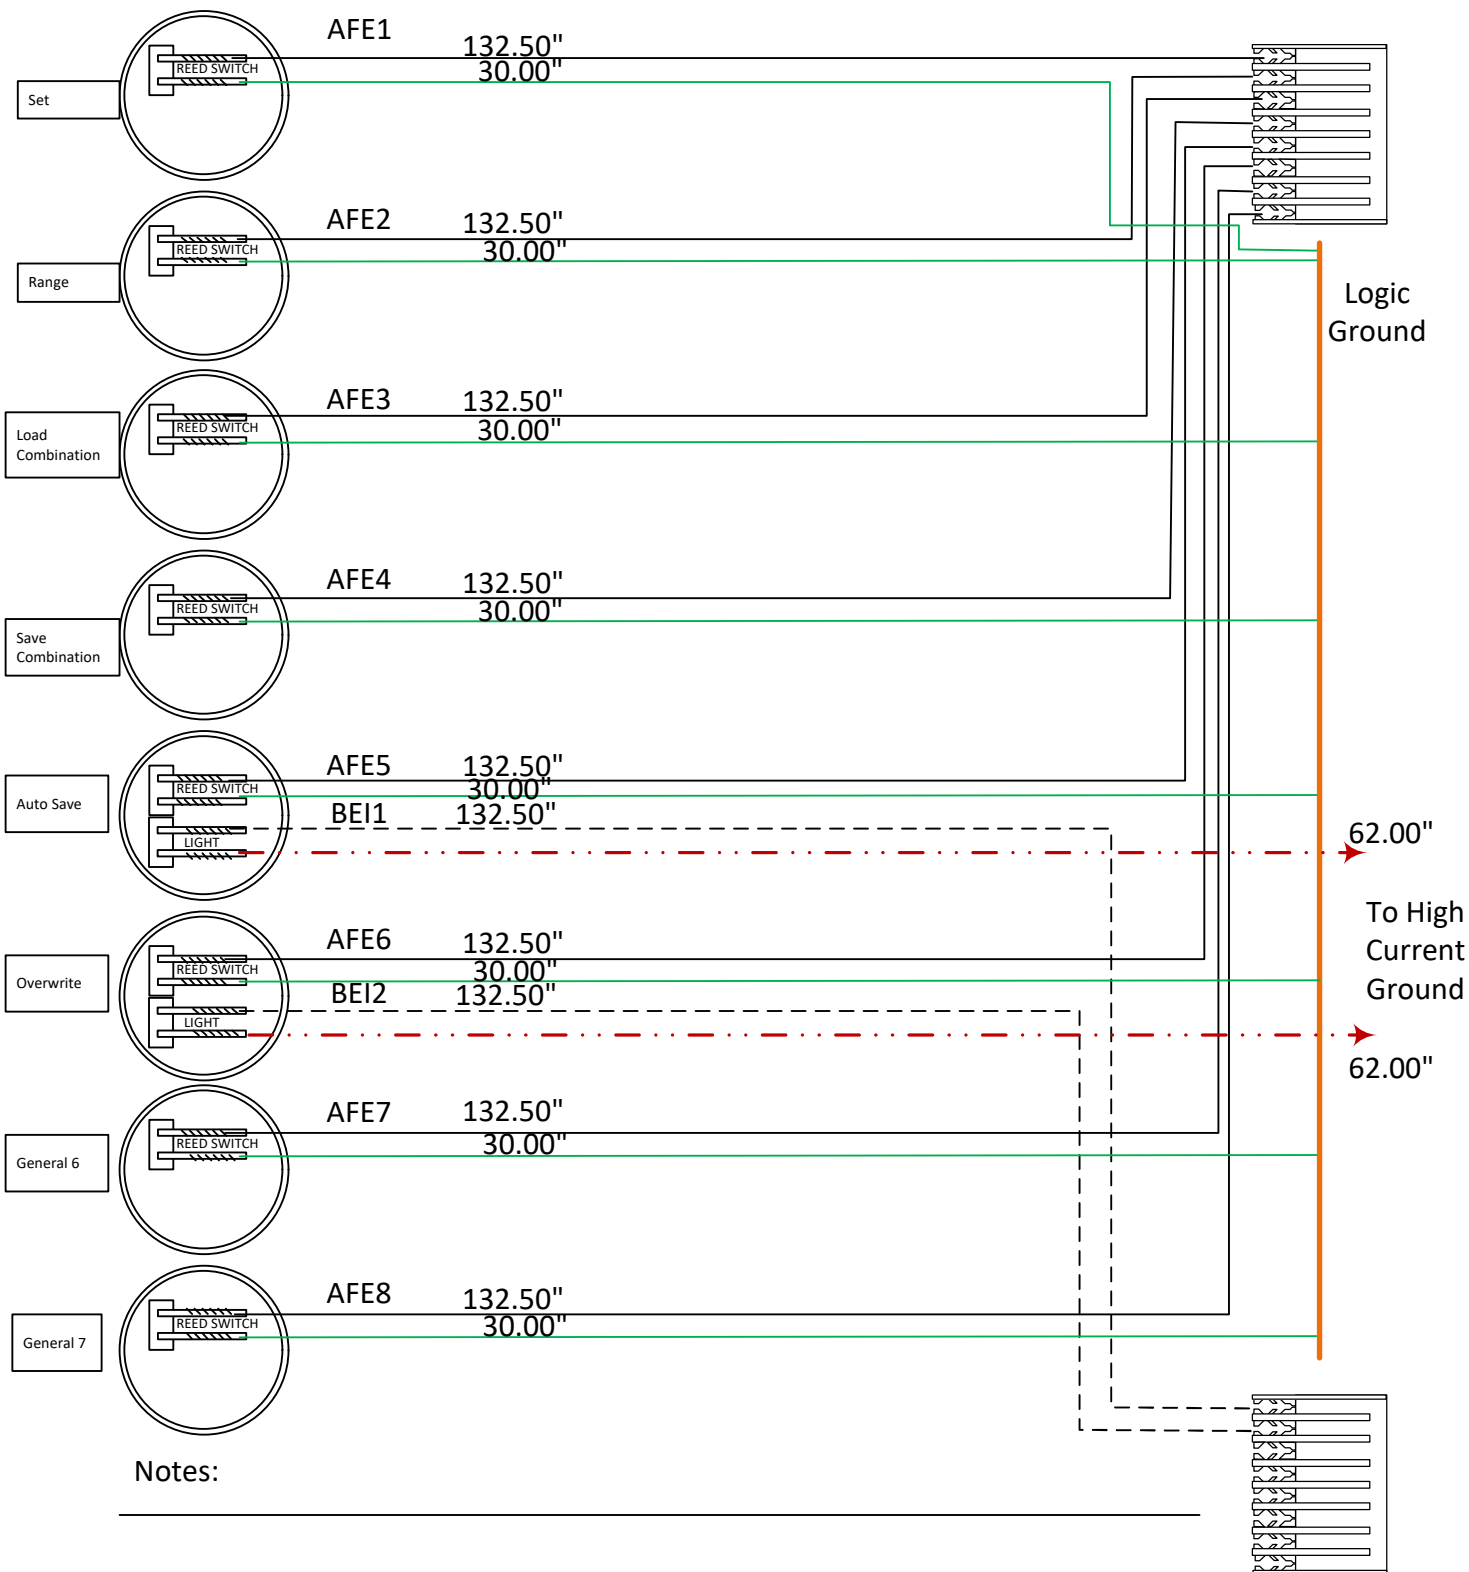 AFE1
132.50"
30.00"
REED SWITCH
Set
AFE2
132.50"
30.00"
REED SWITCH
Range
Logic
Ground
AFE3
132.50"
30.00"
REED SWITCH
Load
Combination
AFE4
132.50"
30.00"
REED SWITCH
Save
Combination
AFE5
132.50"
30.00"
REED SWITCH
Auto Save
BEI1
132.50"
LIGHT
62.00"
To High
Current
Ground
AFE6
132.50"
30.00"
REED SWITCH
Overwrite
BEI2
132.50"
LIGHT
62.00"
AFE7
132.50"
30.00"
REED SWITCH
General 6
AFE8
132.50"
30.00"
REED SWITCH
General 7
Notes: